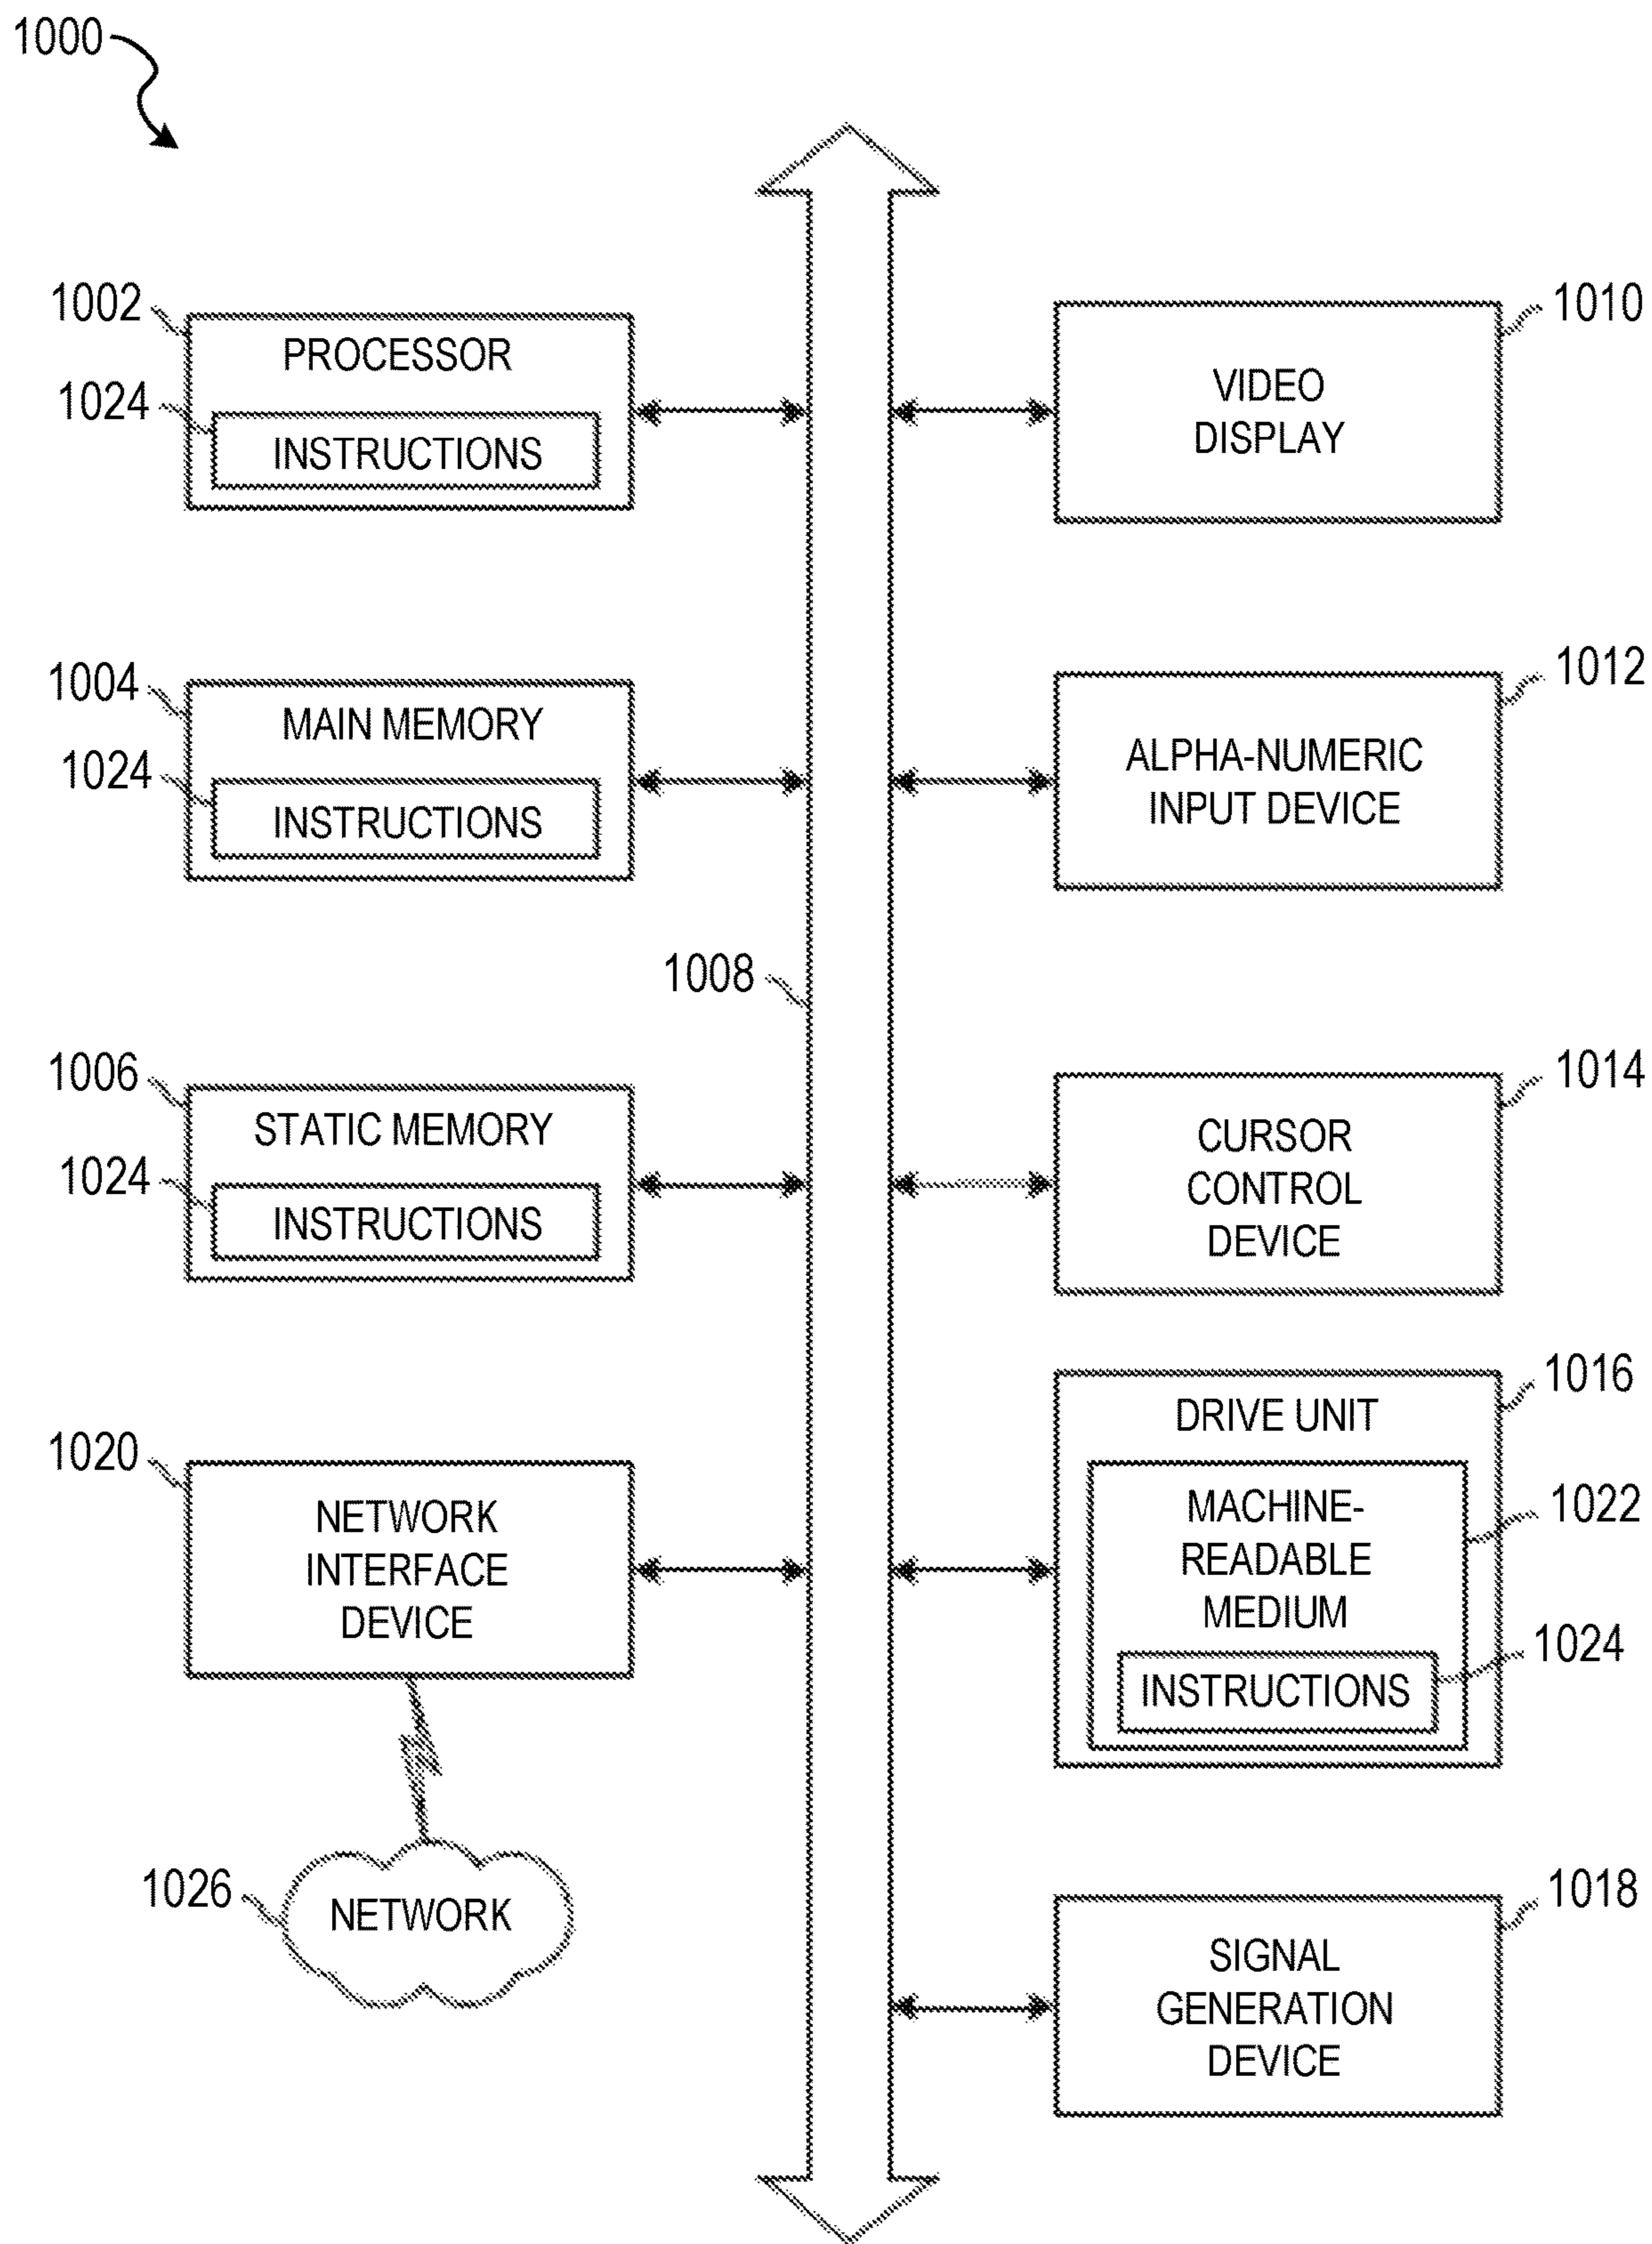 1000
1002
PROCESSOR
1024
INSTRUCTIONS
1004
MAIN MEMORY
1024
INSTRUCTIONS
1008
1006
STATIC MEMORY
1024
INSTRUCTIONS
1020
NETWORK
INTERFACE
DEVICE
1026
NETWORK
1010
VIDEO
DISPLAY
1012
ALPHA-NUMERIC
INPUT DEVICE
1014
CURSOR
CONTROL
DEVICE
1016
DRIVE UNIT
1022
MACHINE-
READABLE
MEDIUM
1024
INSTRUCTIONS
1018
SIGNAL
GENERATION
DEVICE